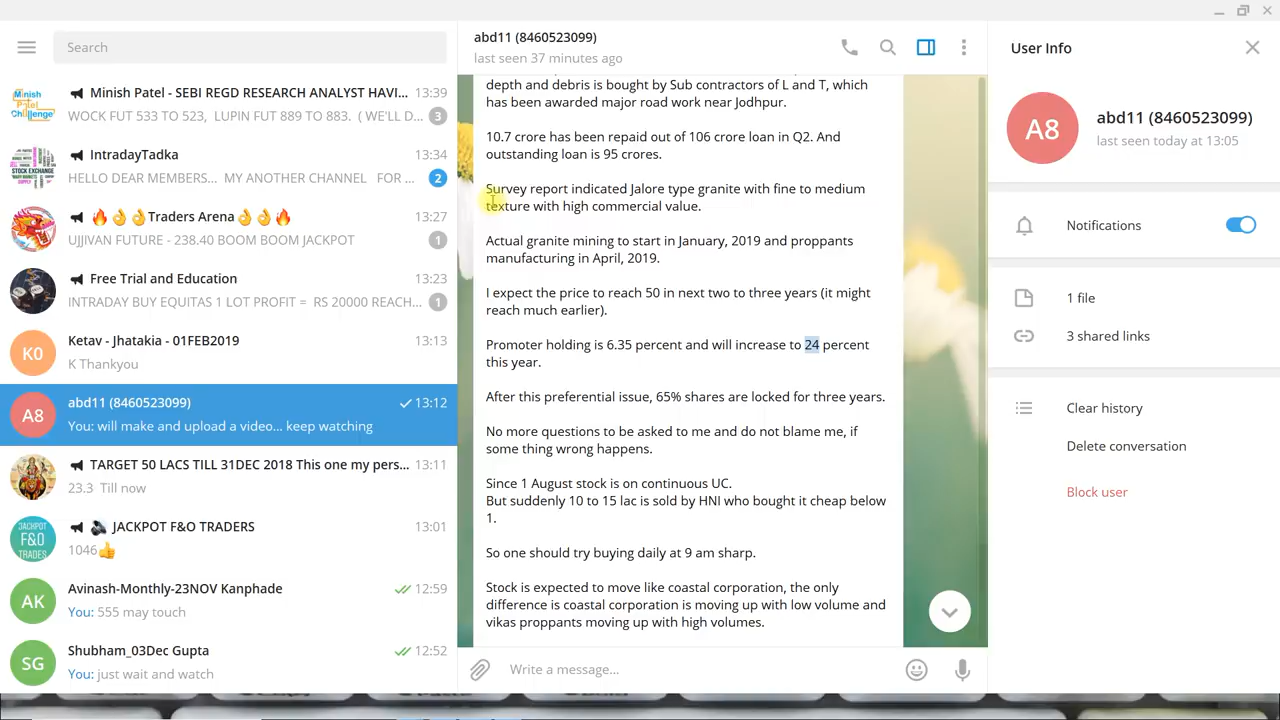 Search
Minish Patel - SEBI REGD RESEARCH ANALYST HAVI... 13:39
WOCK FUT 533 TO 523, LUPIN FUT 889 TO 883. ( WE'LL D... 3
Minish Patel Challenge
IntradayTadka 13:34
HELLO DEAR MEMBERS... MY ANOTHER CHANNEL FOR ... 2
STOCK EXCHANGE
🔥👌👌Traders Arena👌👌🔥 13:27
UJJIVAN FUTURE - 238.40 BOOM BOOM JACKPOT 1
Free Trial and Education 13:23
INTRADAY BUY EQUITAS 1 LOT PROFIT = RS 20000 REACH... 1
K0
Ketav - Jhatakia - 01FEB2019 13:13
K Thankyou
A8
abd11 (8460523099) 13:12
You: will make and upload a video... keep watching
TARGET 50 LACS TILL 31DEC 2018 This one my pers... 13:11
23.3 Till now
JACKPOT F&O TRADES
JACKPOT F&O TRADERS 13:01
1046👍
AK
Avinash-Monthly-23NOV Kanphade 12:59
You: 555 may touch
SG
Shubham_03Dec Gupta 12:52
You: just wait and watch
abd11 (8460523099)
last seen 37 minutes ago
depth and debris is bought by Sub contractors of L and T, which
has been awarded major road work near Jodhpur.
10.7 crore has been repaid out of 106 crore loan in Q2. And
outstanding loan is 95 crores.
Survey report indicated Jalore type granite with fine to medium
texture with high commercial value.
Actual granite mining to start in January, 2019 and proppants
manufacturing in April, 2019.
I expect the price to reach 50 in next two to three years (it might
reach much earlier).
Promoter holding is 6.35 percent and will increase to 24 percent
this year.
After this preferential issue, 65% shares are locked for three years.
No more questions to be asked to me and do not blame me, if
some thing wrong happens.
Since 1 August stock is on continuous UC.
But suddenly 10 to 15 lac is sold by HNI who bought it cheap below
1.
So one should try buying daily at 9 am sharp.
Stock is expected to move like coastal corporation, the only
difference is coastal corporation is moving up with low volume and
vikas proppants moving up with high volumes.
Write a message...
User Info
A8
abd11 (8460523099)
last seen today at 13:05
Notifications
1 file
3 shared links
Clear history
Delete conversation
Block user